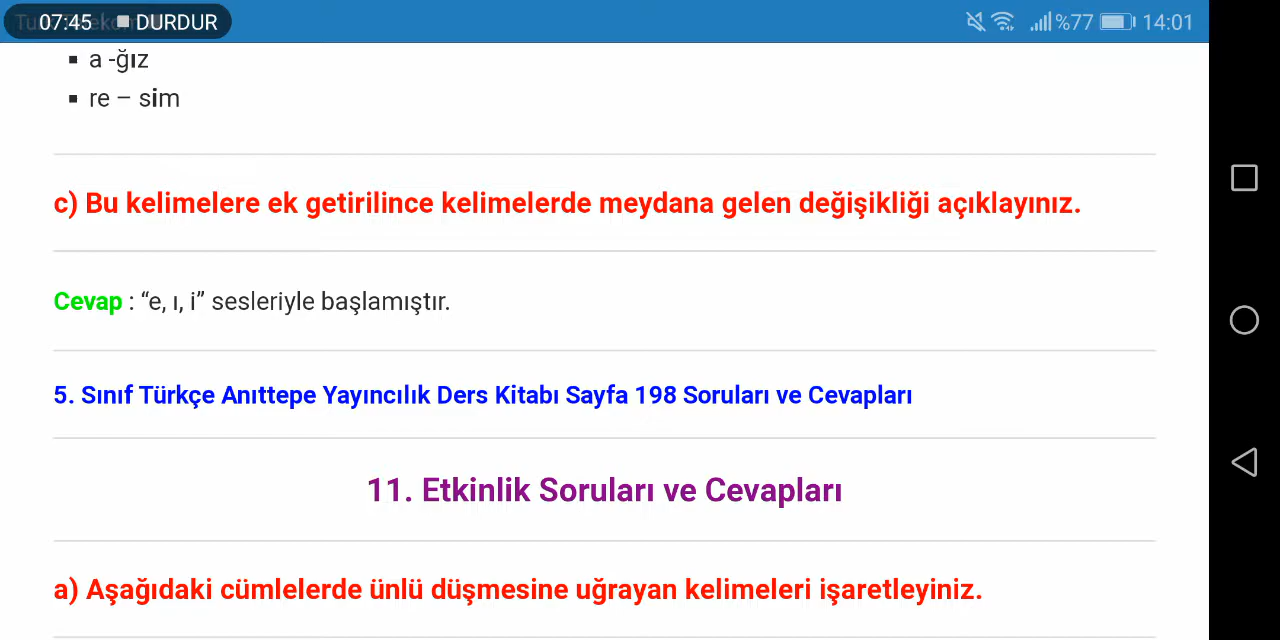 07:45 DURDUR %77 14:01
▪ a -ğız
▪ re – sim
c) Bu kelimelere ek getirilince kelimelerde meydana gelen değişikliği açıklayınız.
Cevap : “e, ı, i” sesleriyle başlamıştır.
5. Sınıf Türkçe Anıttepe Yayıncılık Ders Kitabı Sayfa 198 Soruları ve Cevapları
11. Etkinlik Soruları ve Cevapları
a) Aşağıdaki cümlelerde ünlü düşmesine uğrayan kelimeleri işaretleyiniz.